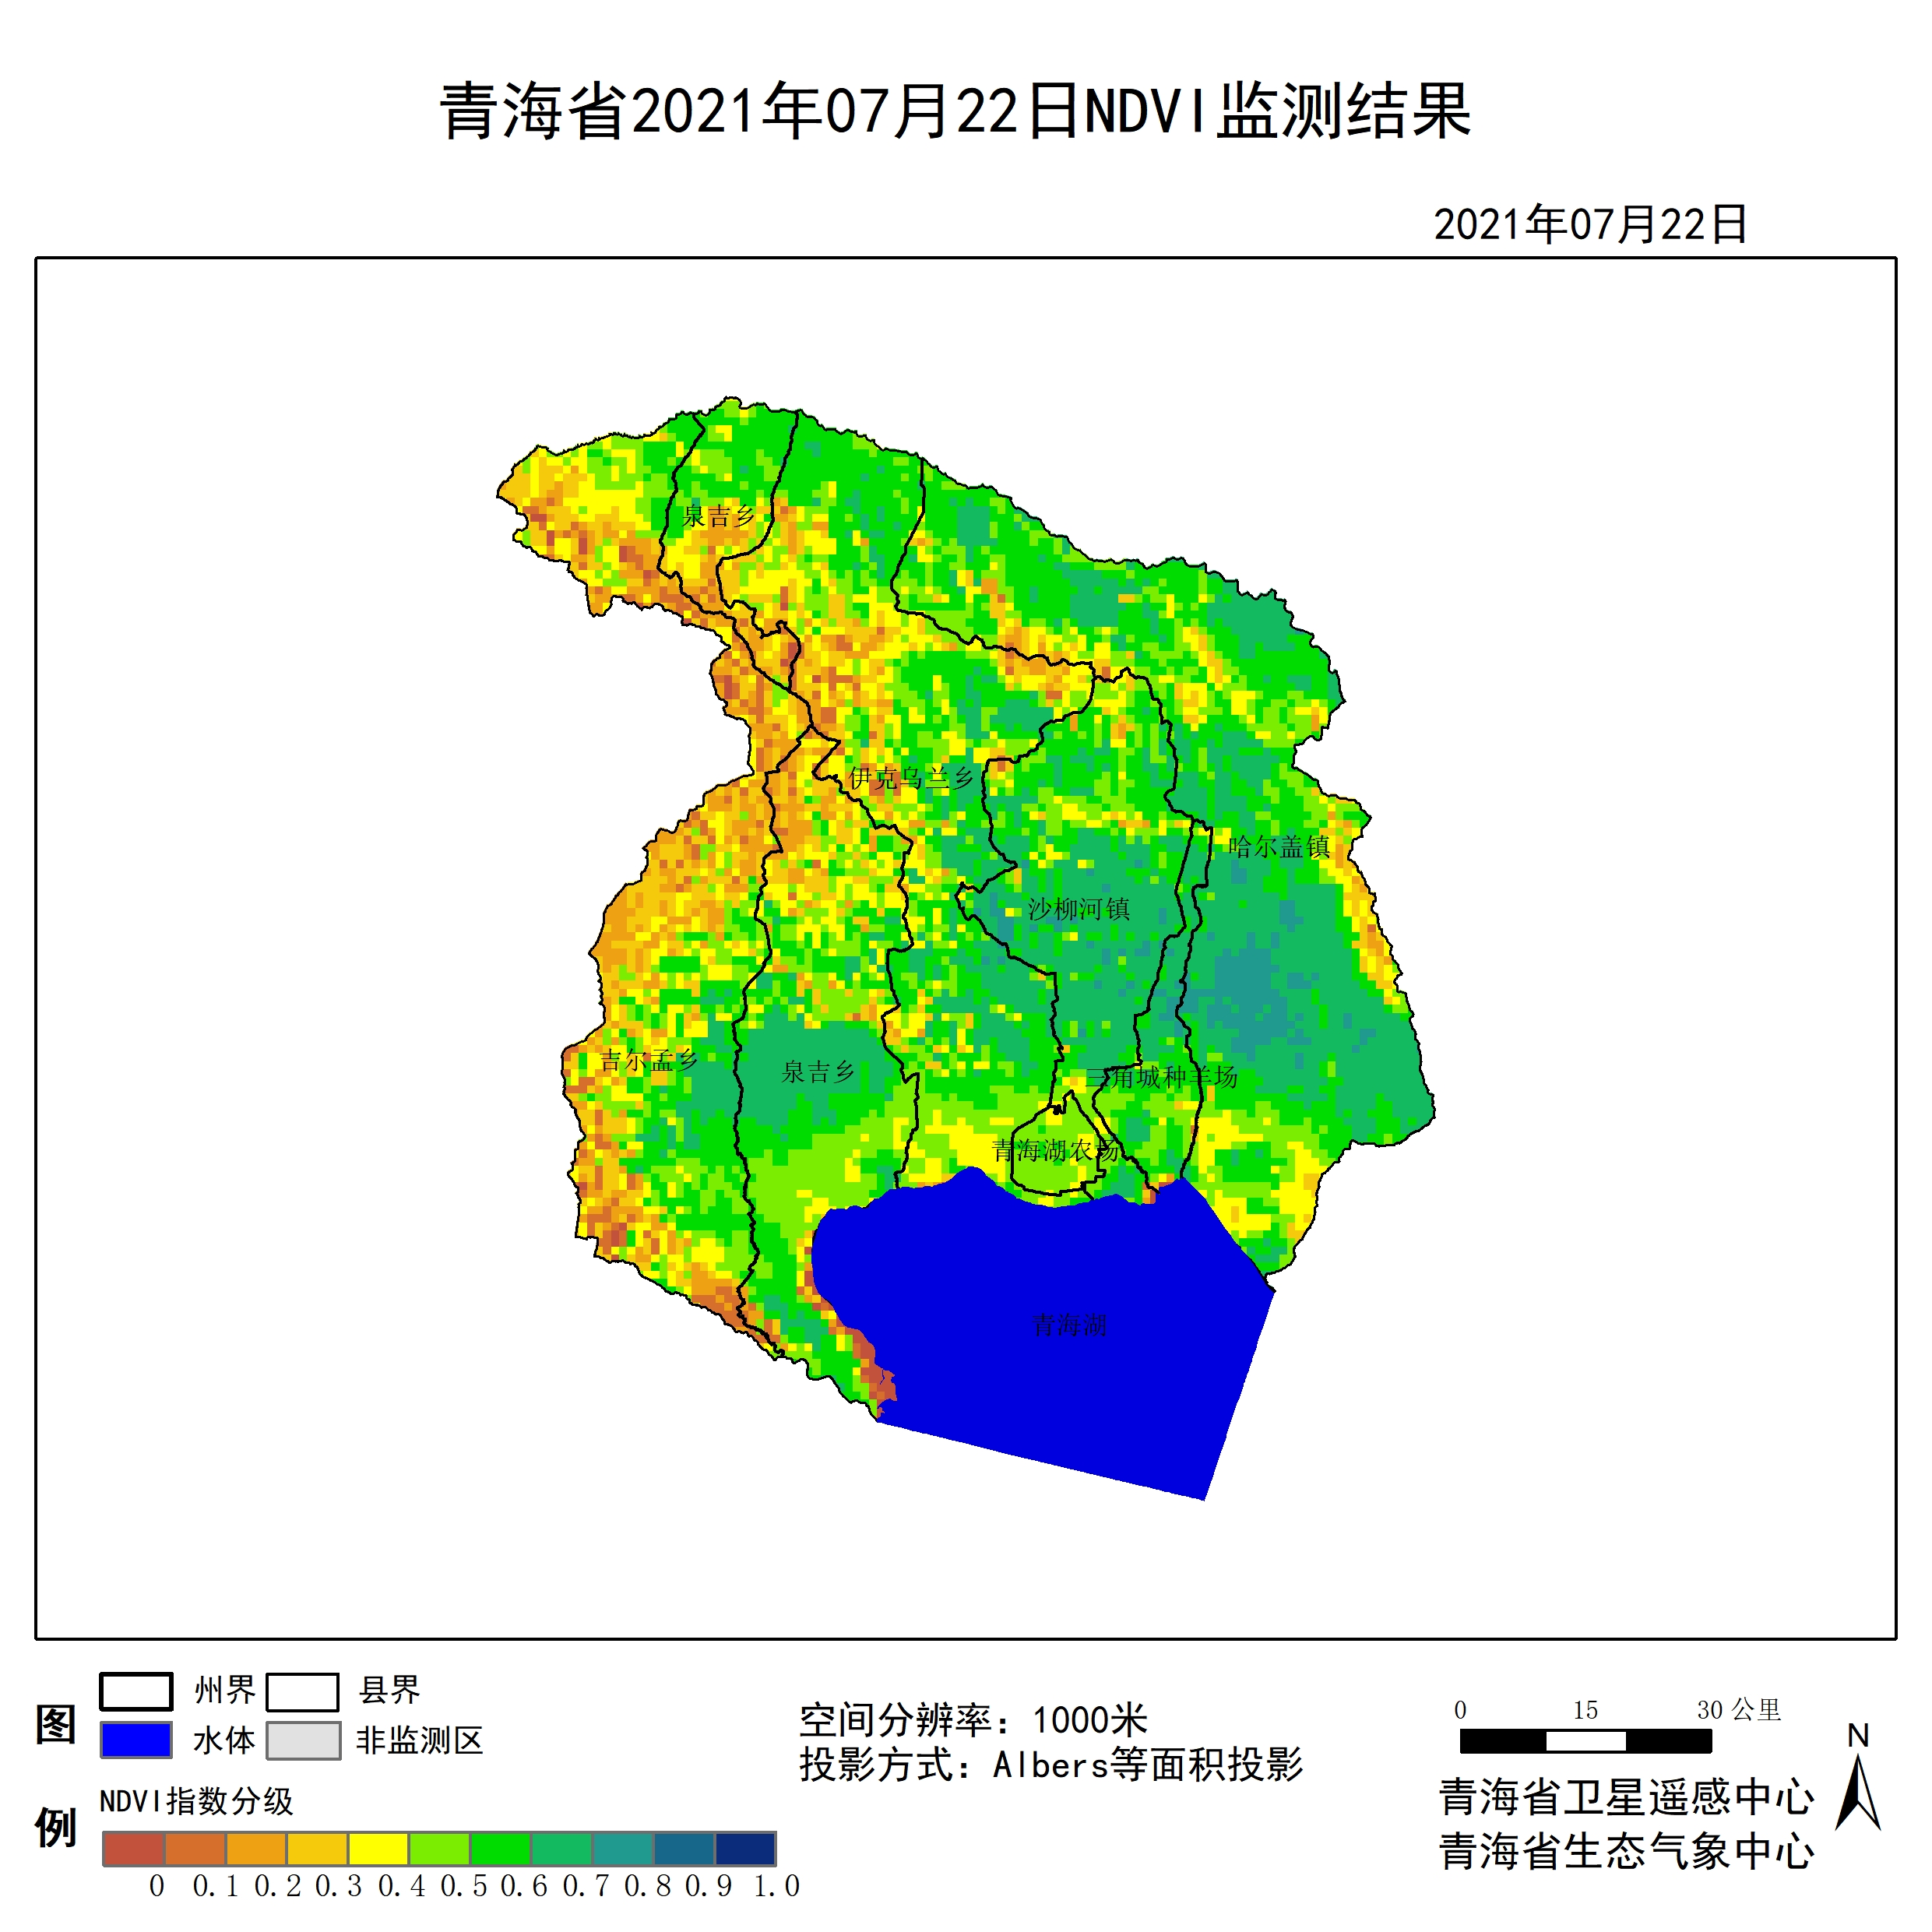 青海省2021年07月22日NDVI监测结果
2021年07月22日
泉吉乡
伊克乌兰乡
哈尔盖镇
沙柳河镇
吉尔孟乡
泉吉乡
三角城种羊场
青海湖农场
青海湖
图例
州界
县界
水体
非监测区
NDVI指数分级
0 0.1 0.2 0.3 0.4 0.5 0.6 0.7 0.8 0.9 1.0
空间分辨率：1000米
投影方式：Albers等面积投影
0 15 30 公里
N
青海省卫星遥感中心
青海省生态气象中心